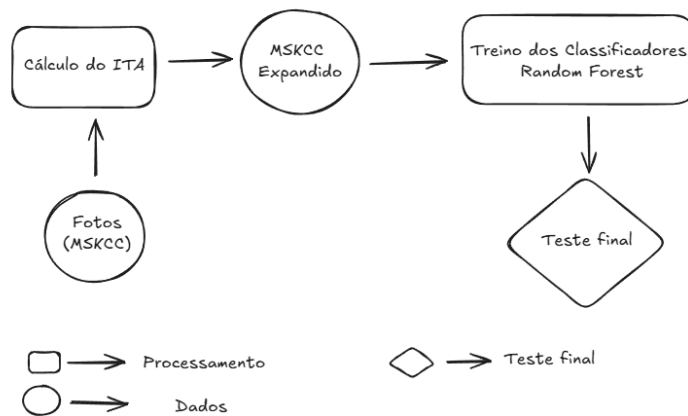 Cálculo do ITA
MSKCC
Expandido
Treino dos Classificadores
Random Forest
Fotos
(MSKCC)
Teste final
Processamento
Teste final
Dados